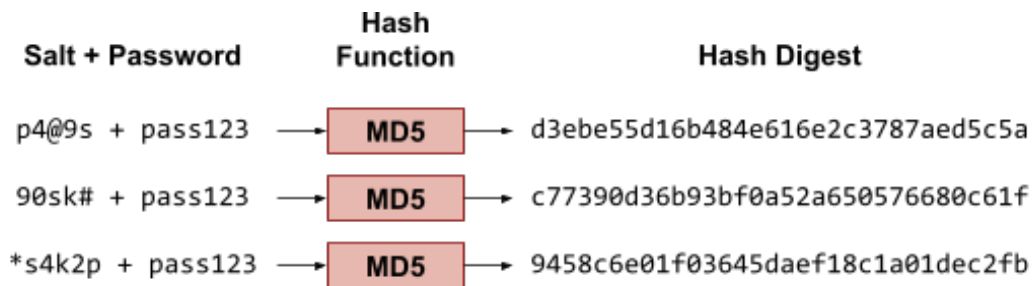 Salt + Password
Hash
Function
Hash Digest
p4@9s + pass123
MD5
d3ebe55d16b484e616e2c3787aed5c5a
90sk# + pass123
MD5
c77390d36b93bf0a52a650576680c61f
*s4k2p + pass123
MD5
9458c6e01f03645daef18c1a01dec2fb